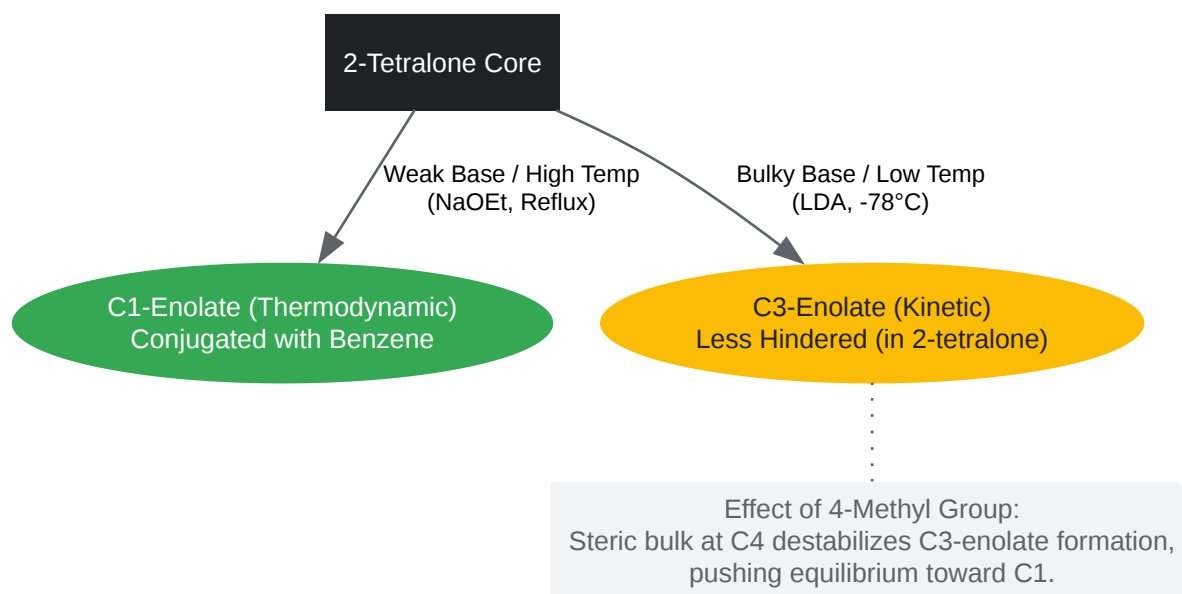 2-Tetralone Core
Weak Base / High Temp
(NaOEt, Reflux)
Bulky Base / Low Temp
(LDA, -78°C)
C1-Enolate (Thermodynamic)
Conjugated with Benzene
C3-Enolate (Kinetic)
Less Hindered (in 2-tetralone)
Effect of 4-Methyl Group:
Steric bulk at C4 destabilizes C3-enolate formation,
pushing equilibrium toward C1.